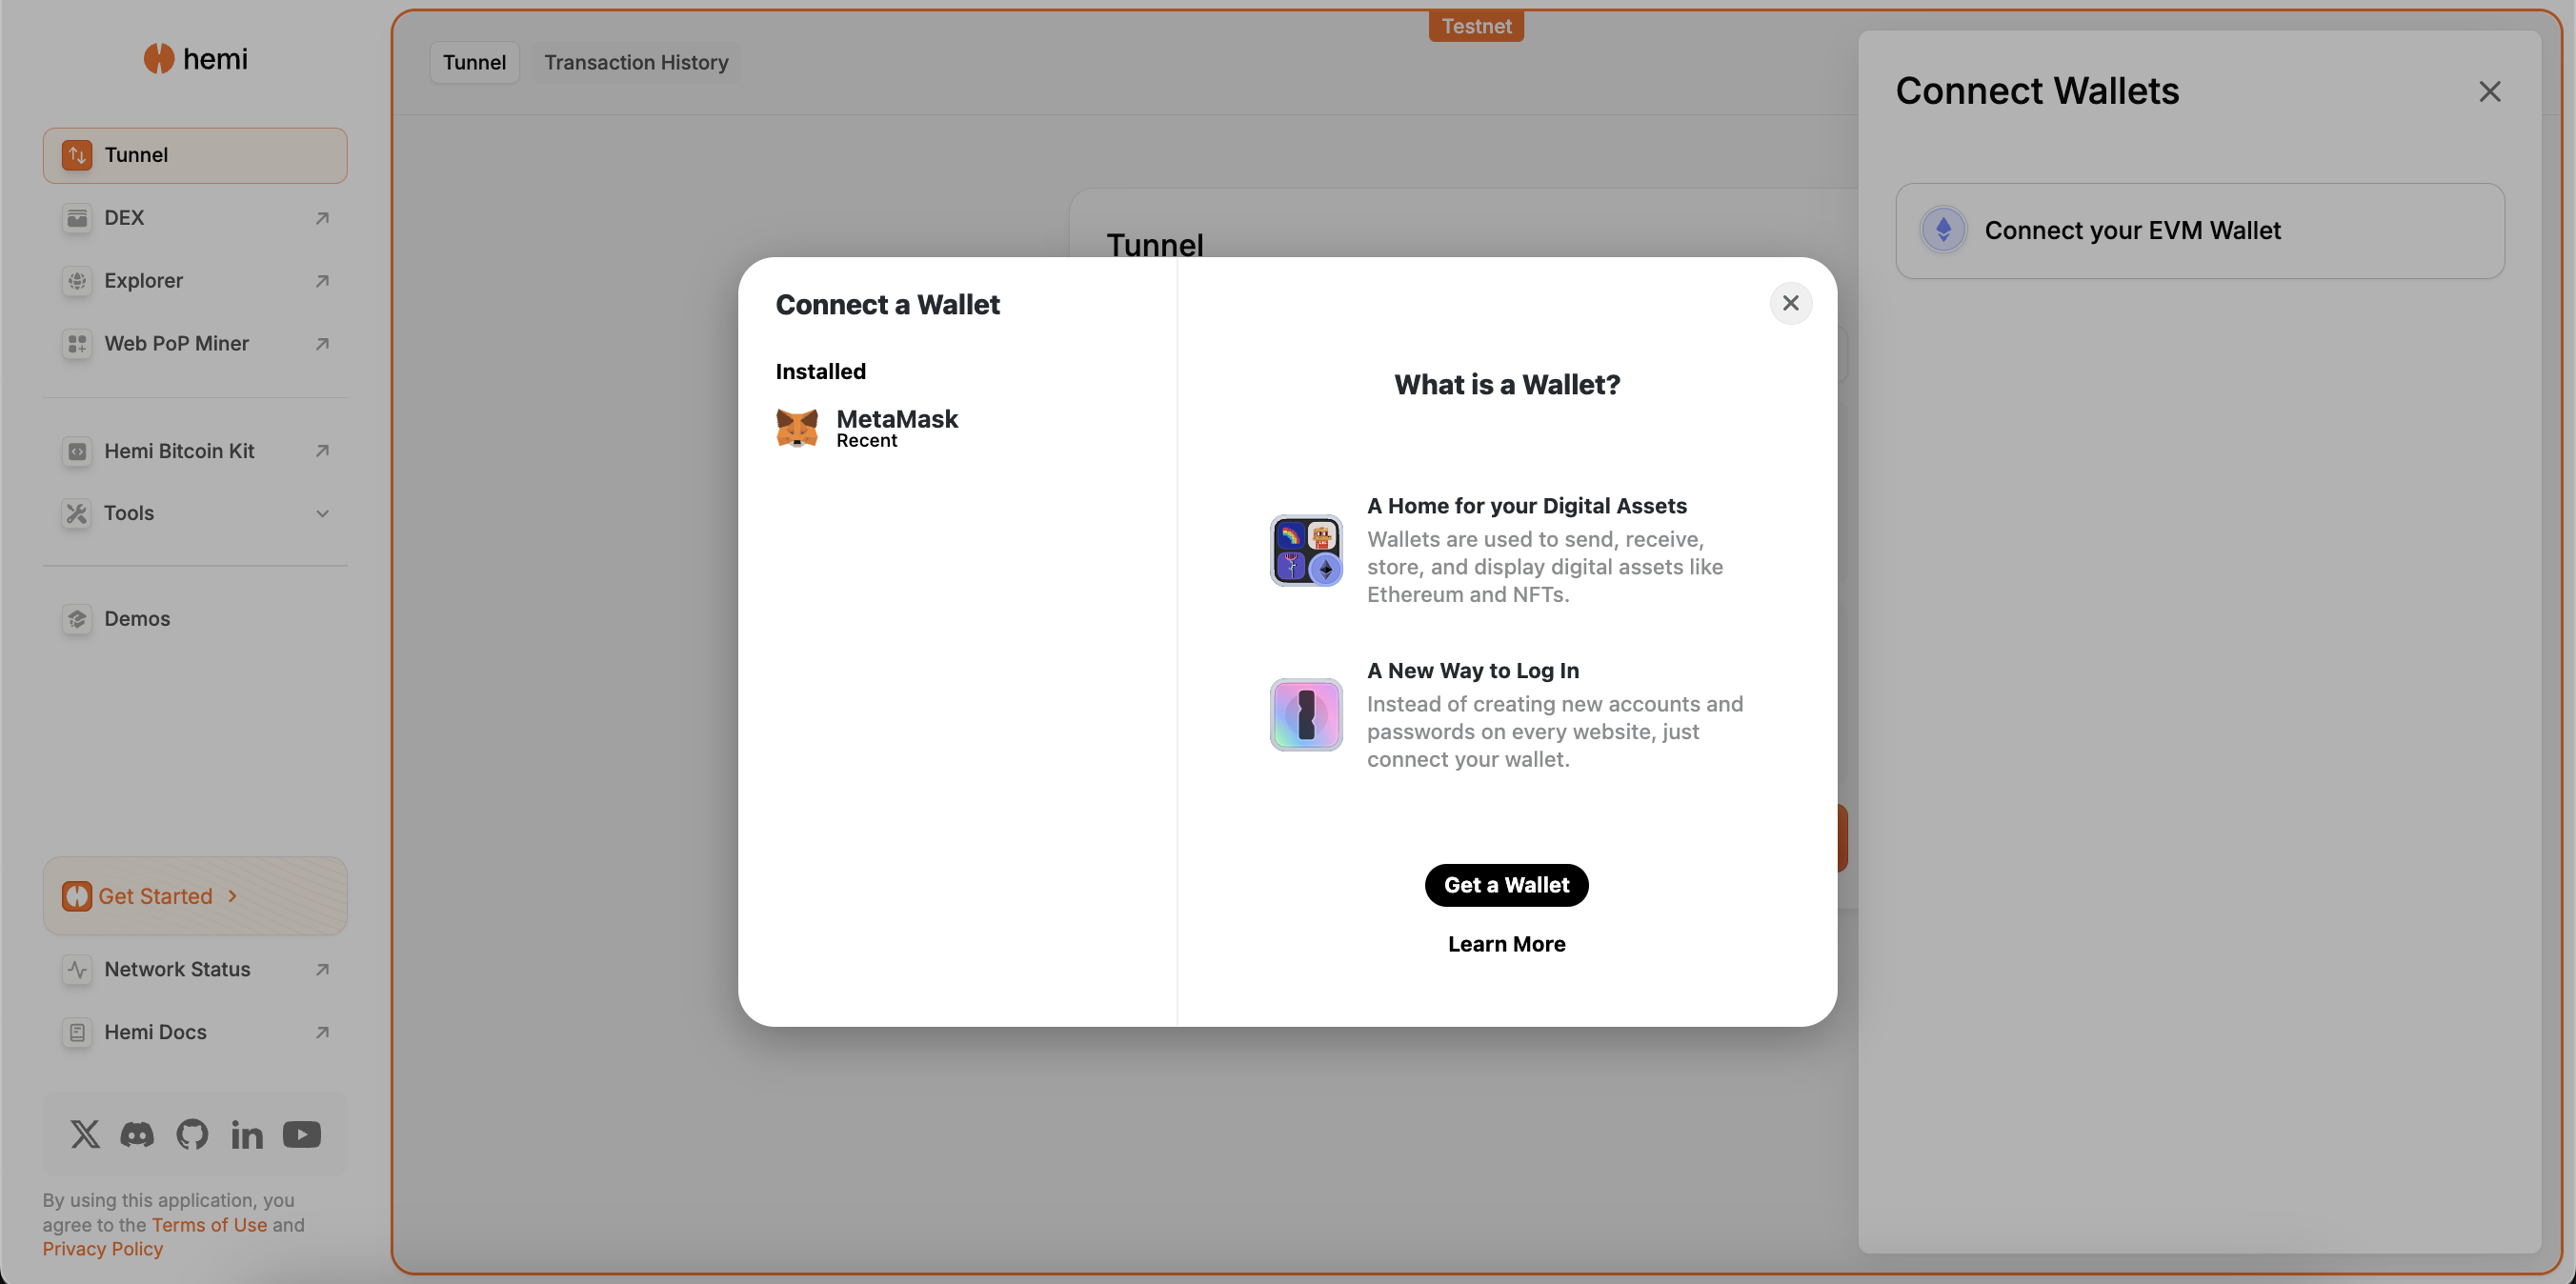 hemi
Tunnel
DEX
Explorer
Web PoP Miner
Hemi Bitcoin Kit
Tools
Demos
Get Started
Network Status
Hemi Docs
By using this application, you
agree to the Terms of Use and
Privacy Policy
Testnet
Tunnel
Transaction History
Tunnel
Connect a Wallet
Installed
MetaMask
Recent
What is a Wallet?
A Home for your Digital Assets
Wallets are used to send, receive,
store, and display digital assets like
Ethereum and NFTs.
A New Way to Log In
Instead of creating new accounts and
passwords on every website, just
connect your wallet.
Get a Wallet
Learn More
Connect Wallets
Connect your EVM Wallet